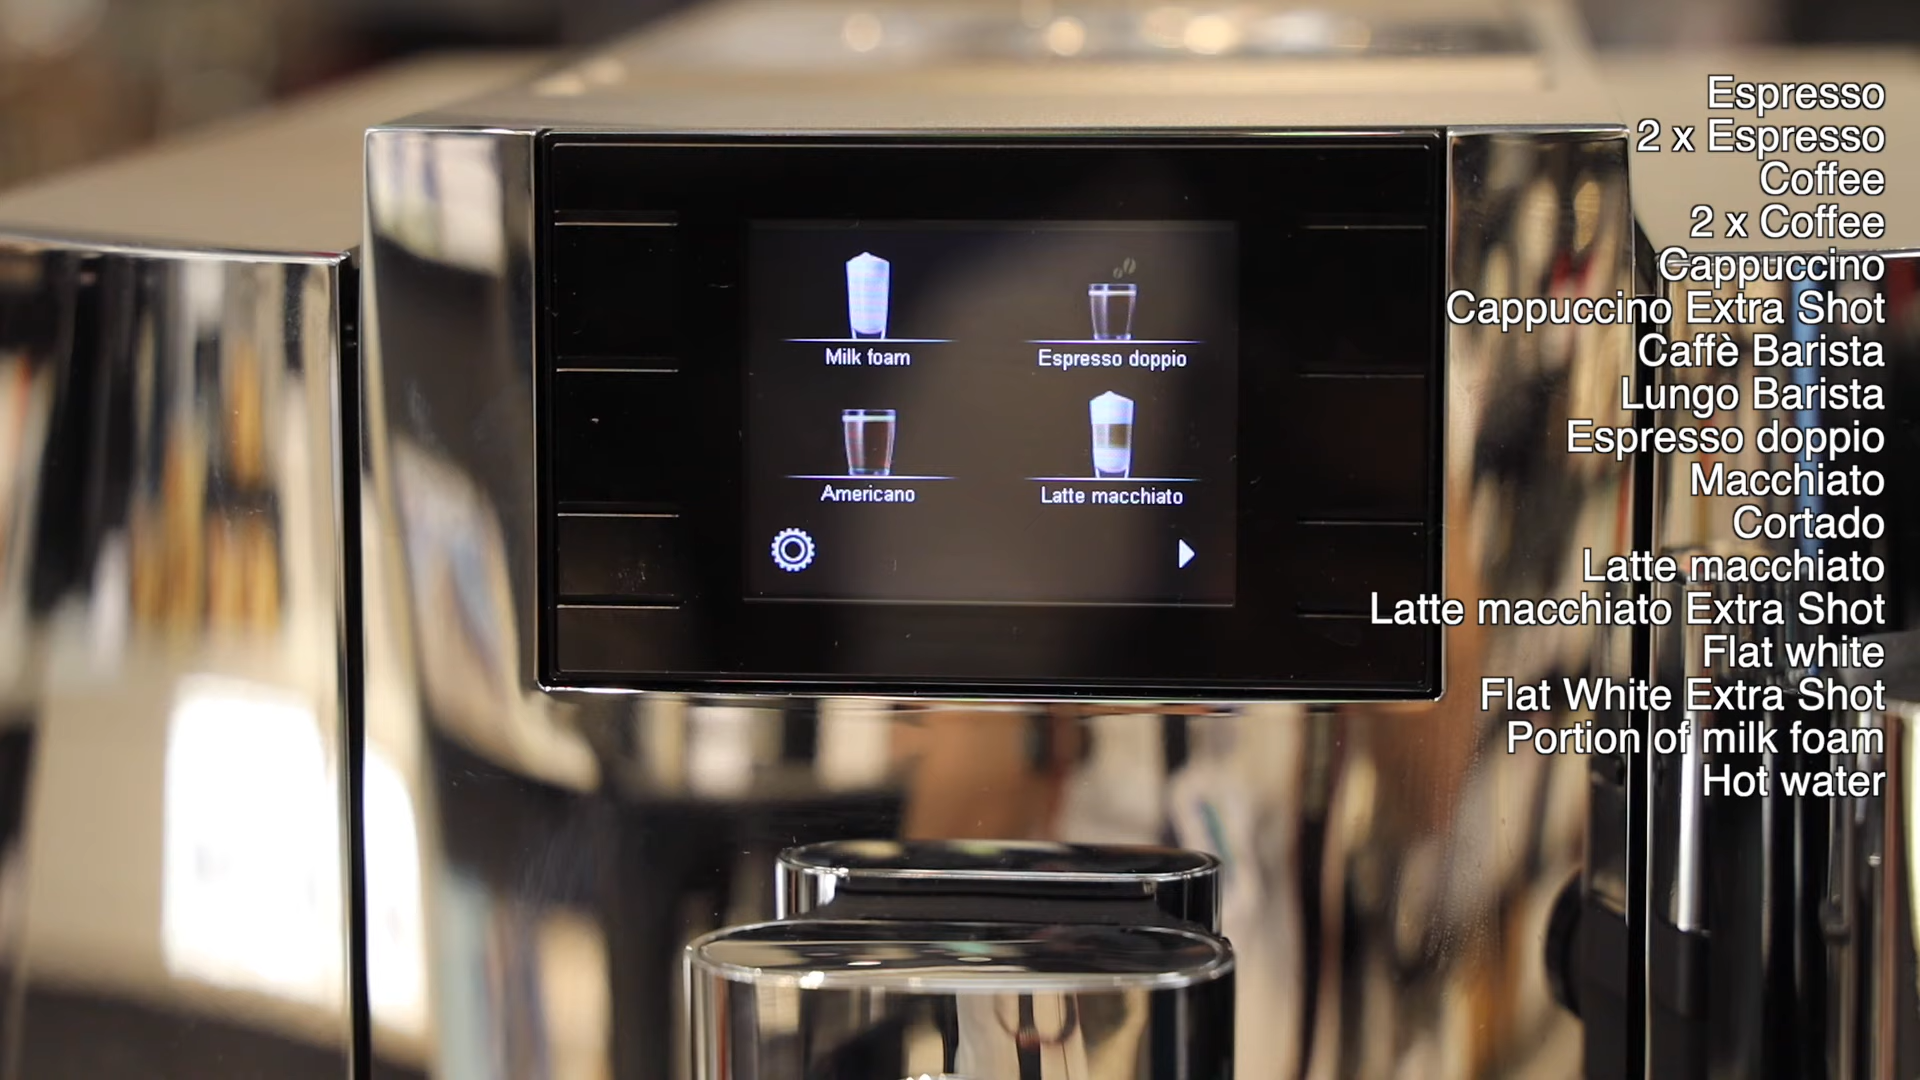 Milk foam
Espresso doppio
Americano
Latte macchiato
Espresso
2 x Espresso
Coffee
2 x Coffee
Cappuccino
Cappuccino Extra Shot
Caffè Barista
Lungo Barista
Espresso doppio
Macchiato
Cortado
Latte macchiato
Latte macchiato Extra Shot
Flat white
Flat White Extra Shot
Portion of milk foam
Hot water